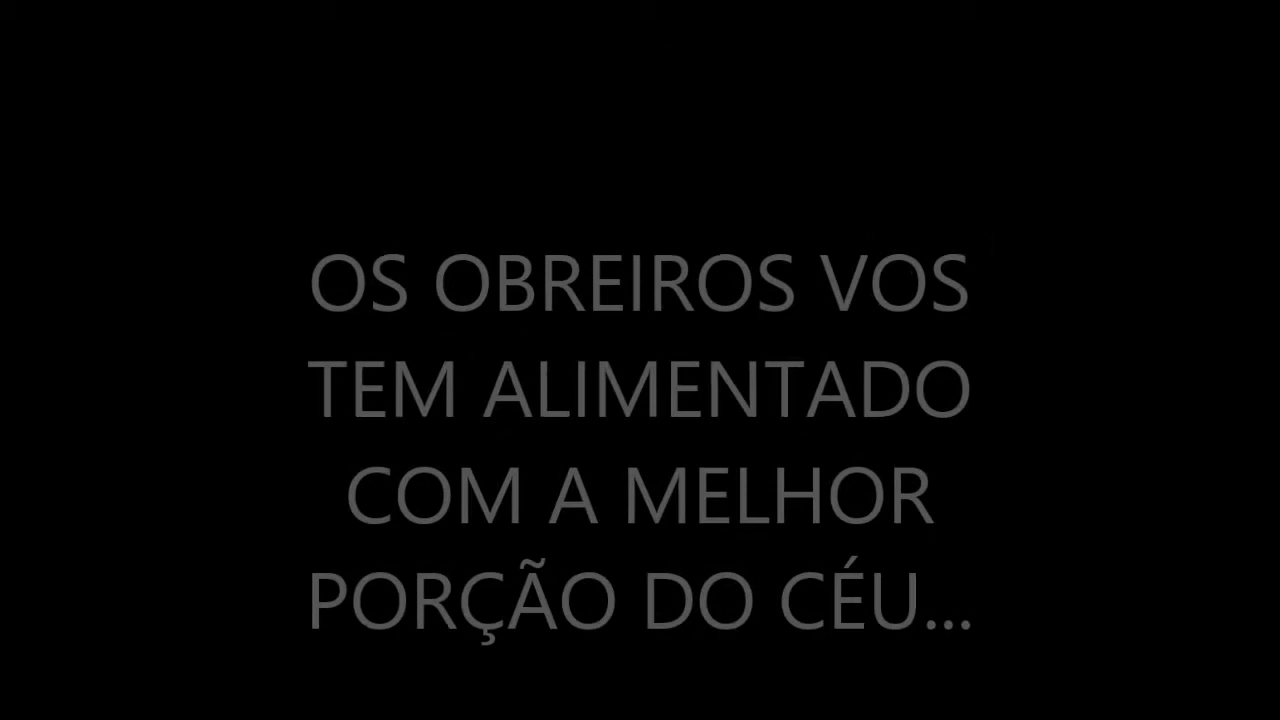 OS OBREIROS VOS
TEM ALIMENTADO
COM A MELHOR
PORÇÃO DO CÉU...